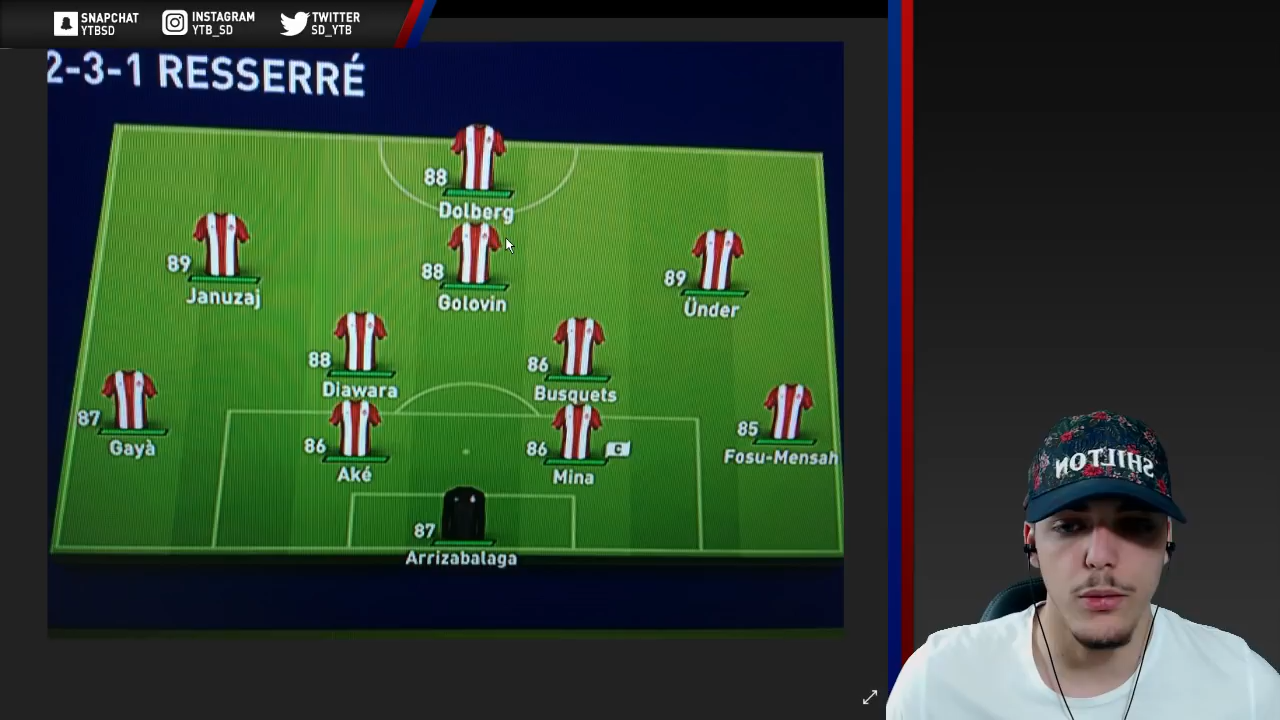 SNAPCHAT
YTBSD
INSTAGRAM
YTB_SD
TWITTER
SD_YTB
2-3-1 RESSERRÉ
88
Dolberg
89
Januzaj
88
Golovin
89
Ünder
88
Diawara
86
Busquets
87
Gayà
86
Aké
86
C
Mina
85
Fosu-Mensah
87
Arrizabalaga
SHILTON